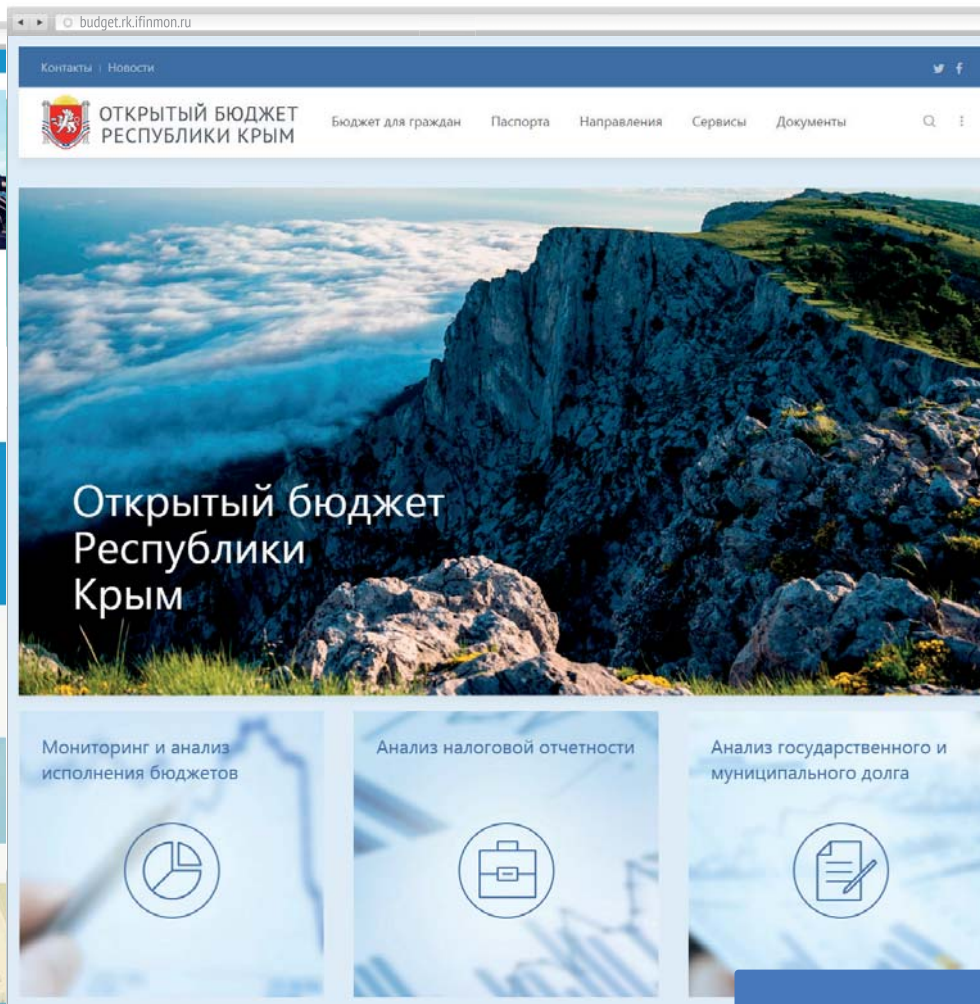 budget.rk.ifinmon.ru
Контакты | Новости
ОТКРЫТЫЙ БЮДЖЕТ
РЕСПУБЛИКИ КРЫМ
Бюджет для граждан Паспорта Направления Сервисы Документы
Открытый бюджет
Республики
Крым
Мониторинг и анализ
исполнения бюджетов
Анализ налоговой отчетности
Анализ государственного и
муниципального долга